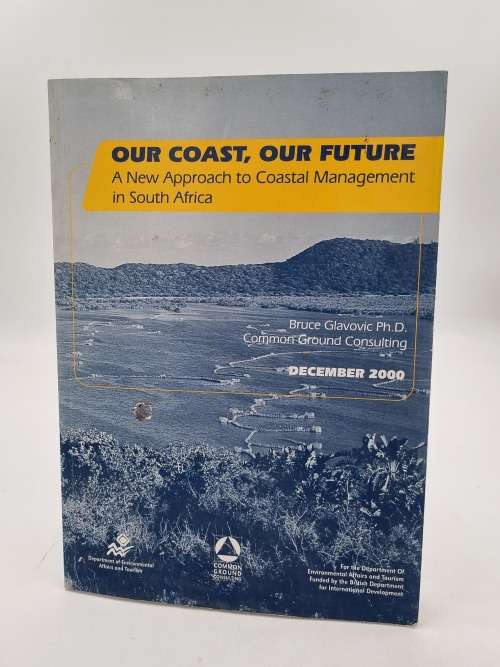 OUR COAST, OUR FUTURE
A New Approach to Coastal Management
in South Africa
Bruce Glavovic Ph.D.
Common Ground Consulting
DECEMBER 2000
Department of Environmental
Affairs and Tourism
COMMON
GROUND
CONSULTING
For the Department Of
Environmental Affairs and Tourism
Funded by the British Department
for International Development